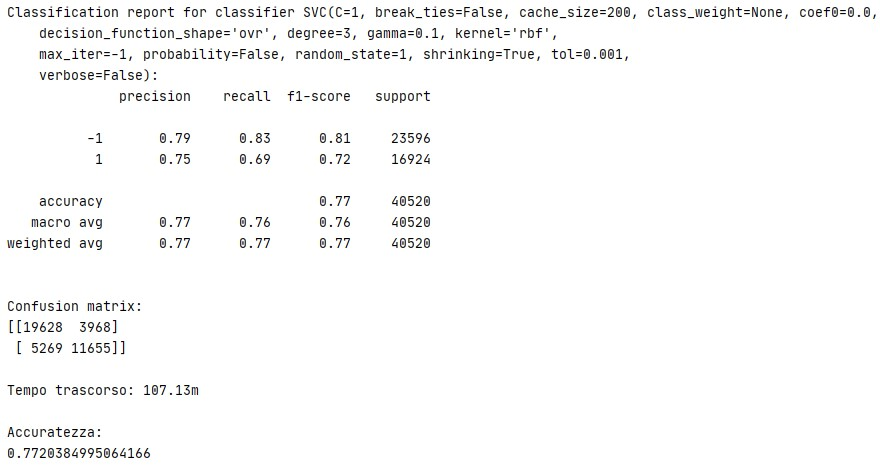 Classification report for classifier SVC(C=1, break_ties=False, cache_size=200, class_weight=None, coef0=0.0,
    decision_function_shape='ovr', degree=3, gamma=0.1, kernel='rbf',
    max_iter=-1, probability=False, random_state=1, shrinking=True, tol=0.001,
    verbose=False):
              precision    recall  f1-score   support

          -1       0.79      0.83      0.81     23596
           1       0.75      0.69      0.72     16924

    accuracy                           0.77     40520
   macro avg       0.77      0.76      0.76     40520
weighted avg       0.77      0.77      0.77     40520


Confusion matrix:
[[19628  3968]
 [ 5269 11655]]

Tempo trascorso: 107.13m

Accuratezza:
0.7720384995064166